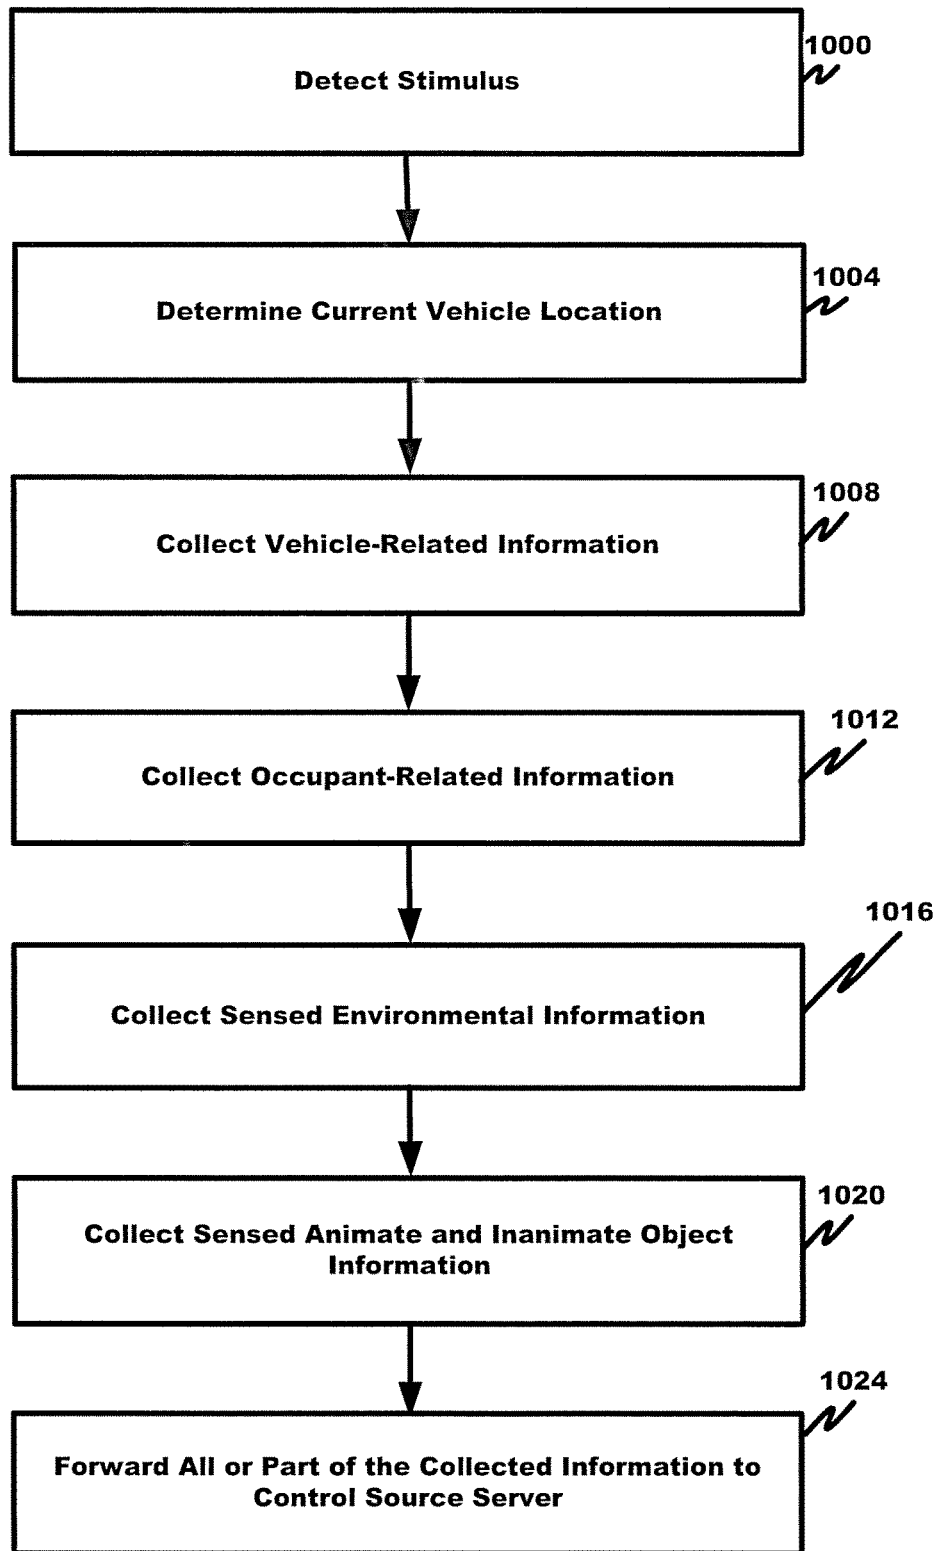 1000
Detect Stimulus
1004
Determine Current Vehicle Location
1008
Collect Vehicle-Related Information
1012
Collect Occupant-Related Information
1016
Collect Sensed Environmental Information
1020
Collect Sensed Animate and Inanimate Object
Information
1024
Forward All or Part of the Collected Information to
Control Source Server